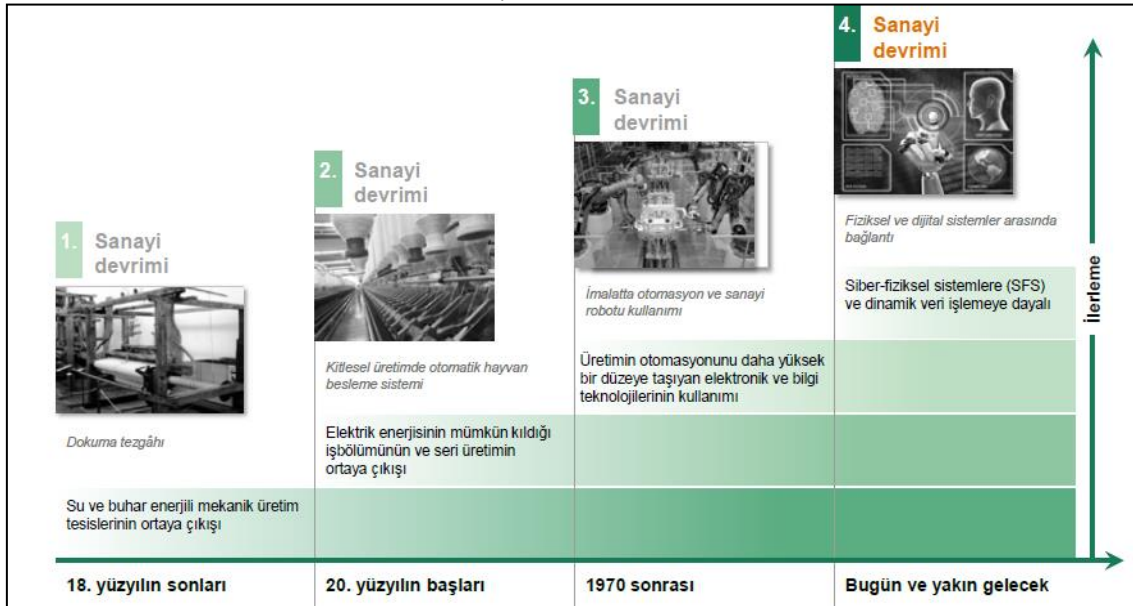 1. Sanayi
devrimi
Dokuma tezgâhı
Su ve buhar enerjili mekanik üretim
tesislerinin ortaya çıkışı
18. yüzyılın sonları
2. Sanayi
devrimi
Kitlesel üretimde otomatik hayvan
besleme sistemi
Elektrik enerjisinin mümkün kıldığı
işbölümünün ve seri üretimin
ortaya çıkışı
20. yüzyılın başları
3. Sanayi
devrimi
İmalatta otomasyon ve sanayi
robotu kullanımı
Üretimin otomasyonunu daha yüksek
bir düzeye taşıyan elektronik ve bilgi
teknolojilerinin kullanımı
1970 sonrası
4. Sanayi
devrimi
Fiziksel ve dijital sistemler arasında
bağlantı
Siber-fiziksel sistemlere (SFS)
ve dinamik veri işlemeye dayalı
Bugün ve yakın gelecek
İlerleme